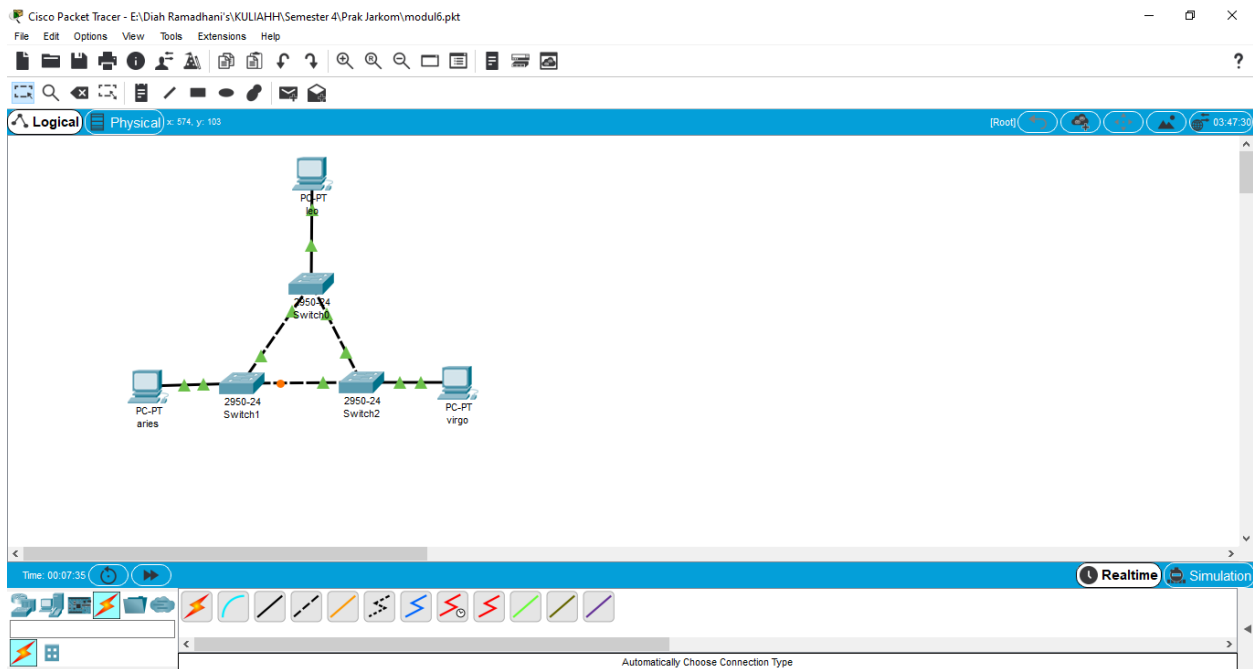 Cisco Packet Tracer - E:\Diah Ramadhani's\KULIAHH\Semester 4\Prak Jarkom\modul6.pkt
File Edit Options View Tools Extensions Help
?
Logical Physical x: 574, y: 103 [Root] 03:47:30
PC-PT
leo
2950-24
Switch0
PC-PT
aries
2950-24
Switch1
2950-24
Switch2
PC-PT
virgo
Time: 00:07:35 Realtime Simulation
Automatically Choose Connection Type